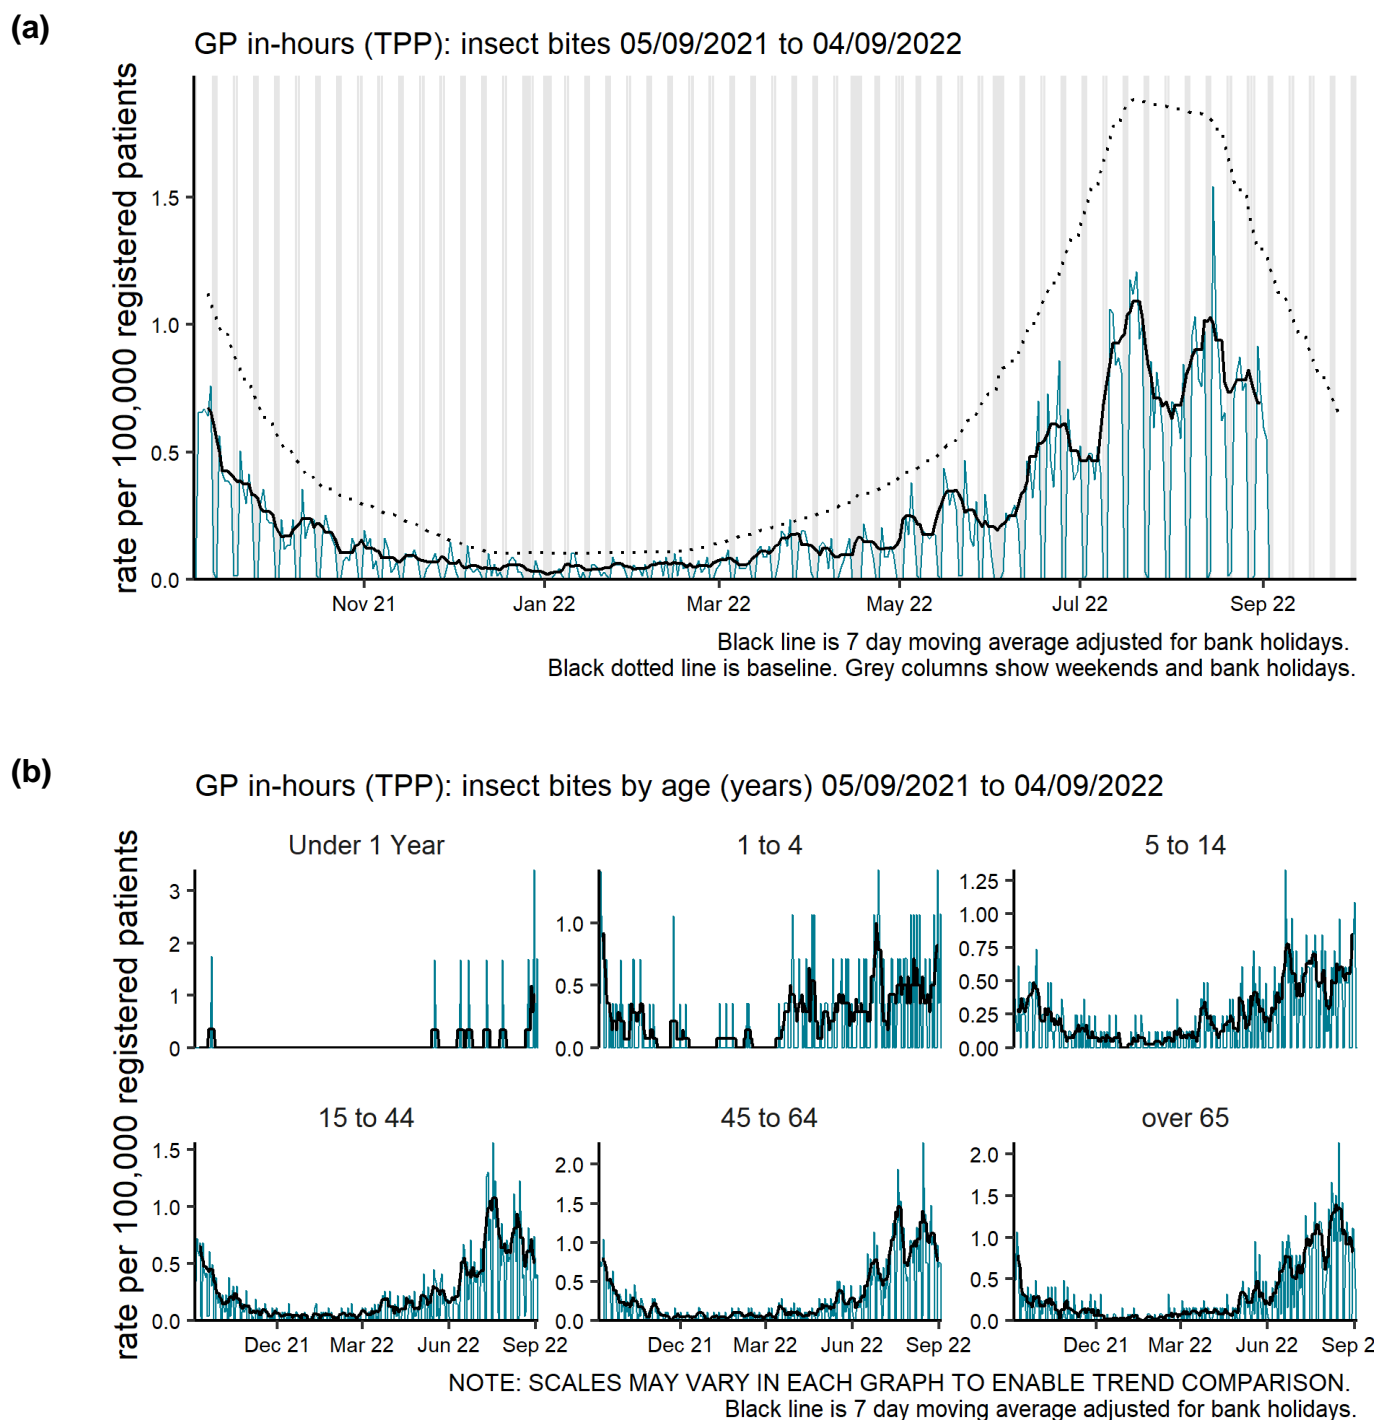 (a)
GP in-hours (TPP): insect bites 05/09/2021 to 04/09/2022
rate per 100,000 registered patients
1.5
1.0
0.5
0.0
Nov 21 Jan 22 Mar 22 May 22 Jul 22 Sep 22
Black line is 7 day moving average adjusted for bank holidays.
Black dotted line is baseline. Grey columns show weekends and bank holidays.
(b)
GP in-hours (TPP): insect bites by age (years) 05/09/2021 to 04/09/2022
rate per 100,000 registered patients
Under 1 Year
3
2
1
0
1 to 4
1.0
0.5
0.0
5 to 14
1.25
1.00
0.75
0.50
0.25
0.00
15 to 44
1.5
1.0
0.5
0.0
Dec 21 Mar 22 Jun 22 Sep 22
45 to 64
2.0
1.5
1.0
0.5
0.0
Dec 21 Mar 22 Jun 22 Sep 22
over 65
2.0
1.5
1.0
0.5
0.0
Dec 21 Mar 22 Jun 22 Sep 2
NOTE: SCALES MAY VARY IN EACH GRAPH TO ENABLE TREND COMPARISON.
Black line is 7 day moving average adjusted for bank holidays.